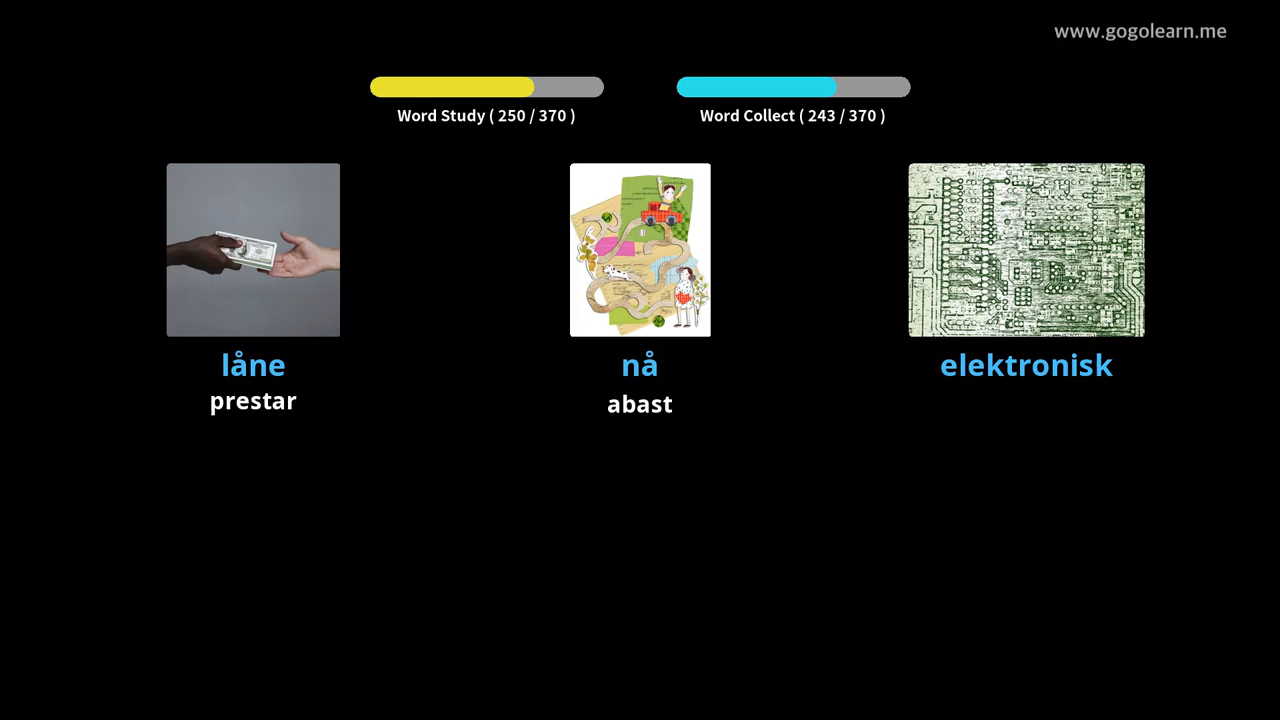 www.gogolearn.me
Word Study ( 250 / 370 )
Word Collect ( 243 / 370 )
låne
nå
elektronisk
prestar
abast